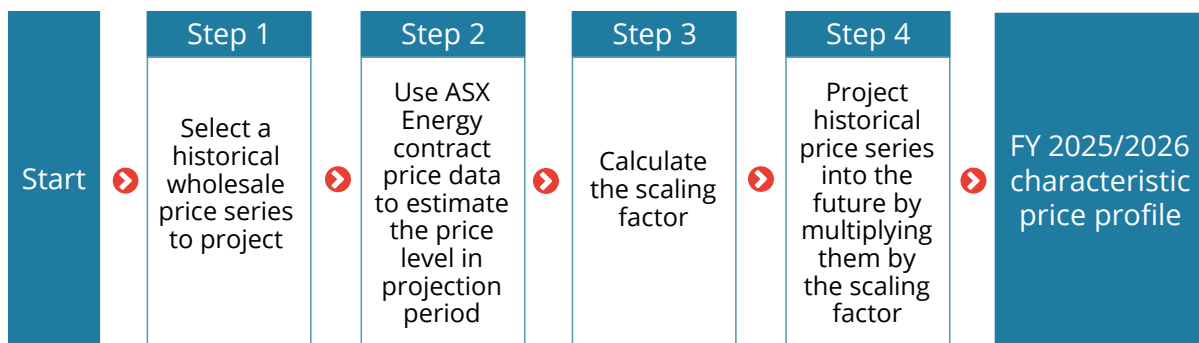 Start
Step 1
Select a
historical
wholesale
price series
to project
Step 2
Use ASX
Energy
contract
price data
to estimate
the price
level in
projection
period
Step 3
Calculate
the scaling
factor
Step 4
Project
historical
price series
into the
future by
multiplying
them by
the scaling
factor
FY 2025/2026
characteristic
price profile